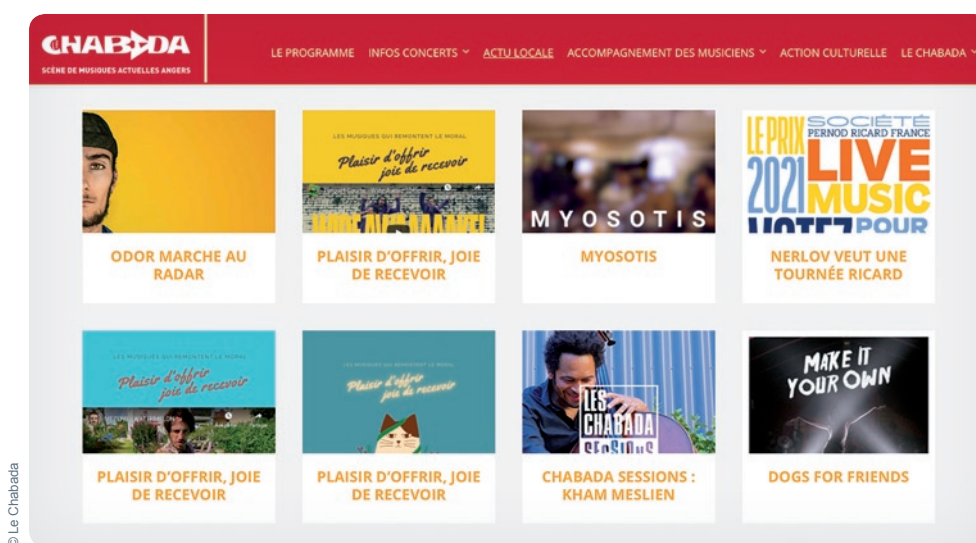 CHABADA
SCÈNE DE MUSIQUES ACTUELLES ANGERS
LE PROGRAMME INFOS CONCERTS ACTU LOCALE ACCOMPAGNEMENT DES MUSICIENS ACTION CULTURELLE LE CHABADA
LES MUSIQUES QUI REMONTENT LE MORAL
Plaisir d'offrir
joie de recevoir
MYOSOTIS
LE PRIX
2021
SOCIÉTÉ
PERNOD RICARD FRANCE
LIVE
MUSIC
VOTEZ POUR
ODOR MARCHE AU
RADAR
PLAISIR D'OFFRIR, JOIE
DE RECEVOIR
MYOSOTIS
NERLOV VEUT UNE
TOURNÉE RICARD
LES MUSIQUES QUI REMONTENT LE MORAL
Plaisir d'offrir
joie de recevoir
LES MUSIQUES QUI REMONTENT LE MORAL
Plaisir d'offrir
joie de recevoir
LES
CHABADA
SESSIONS
MAKE IT
YOUR OWN
PLAISIR D'OFFRIR, JOIE
DE RECEVOIR
PLAISIR D'OFFRIR, JOIE
DE RECEVOIR
CHABADA SESSIONS :
KHAM MESLIEN
DOGS FOR FRIENDS
© Le Chabada